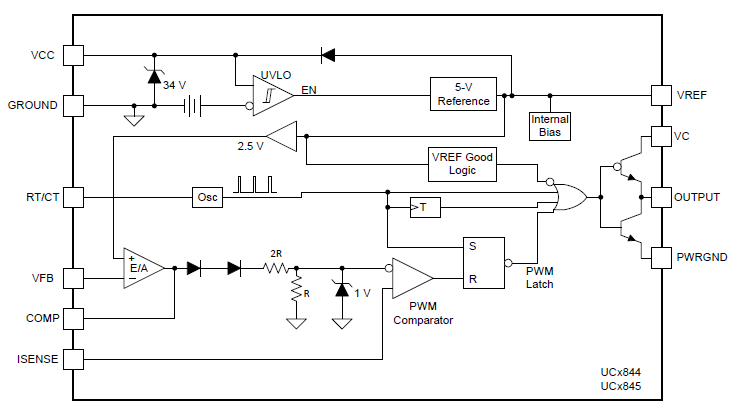 VCC
UVLO
34 V
EN
5-V
Reference
GROUND
VREF
Internal
Bias
VC
2.5 V
VREF Good
Logic
RT/CT
Osc
T
OUTPUT
S
R
PWM
Latch
+
E/A
−
2R
R
1 V
VFB
PWRGND
COMP
PWM
Comparator
ISENSE
UCx844
UCx845